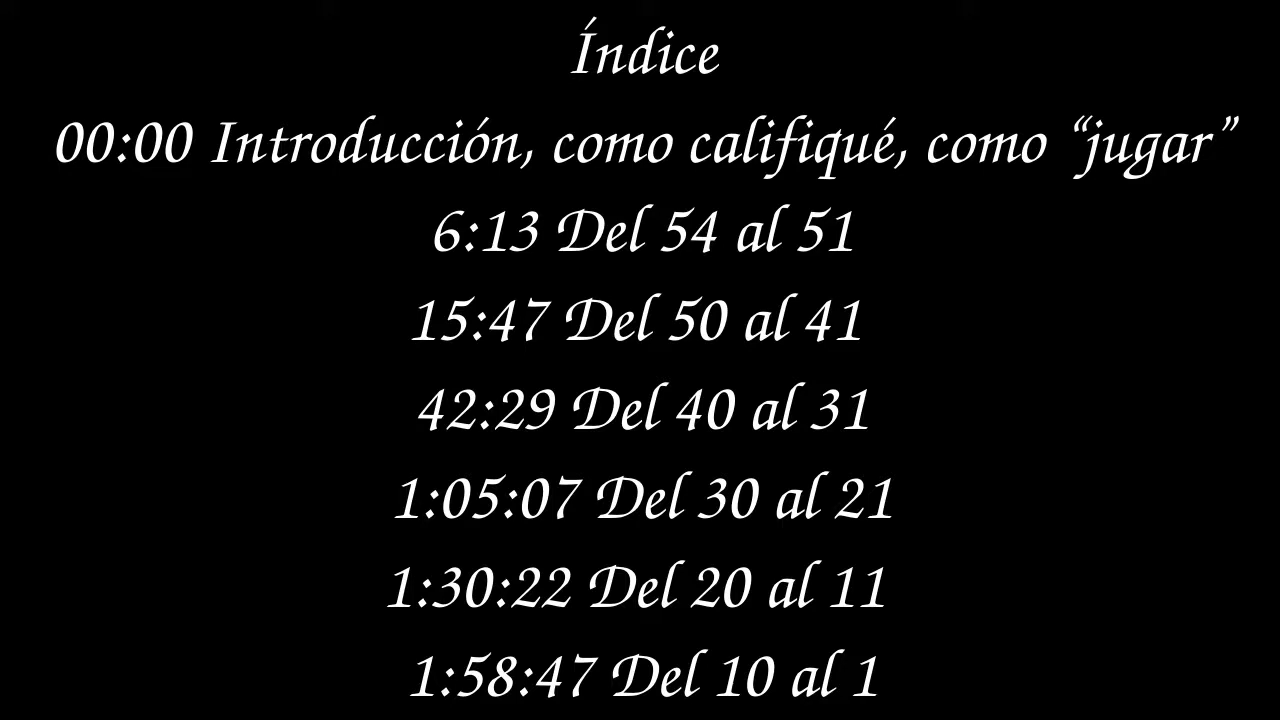 Índice
00:00 Introducción, como califiqué, como “jugar”
6:13 Del 54 al 51
15:47 Del 50 al 41
42:29 Del 40 al 31
1:05:07 Del 30 al 21
1:30:22 Del 20 al 11
1:58:47 Del 10 al 1